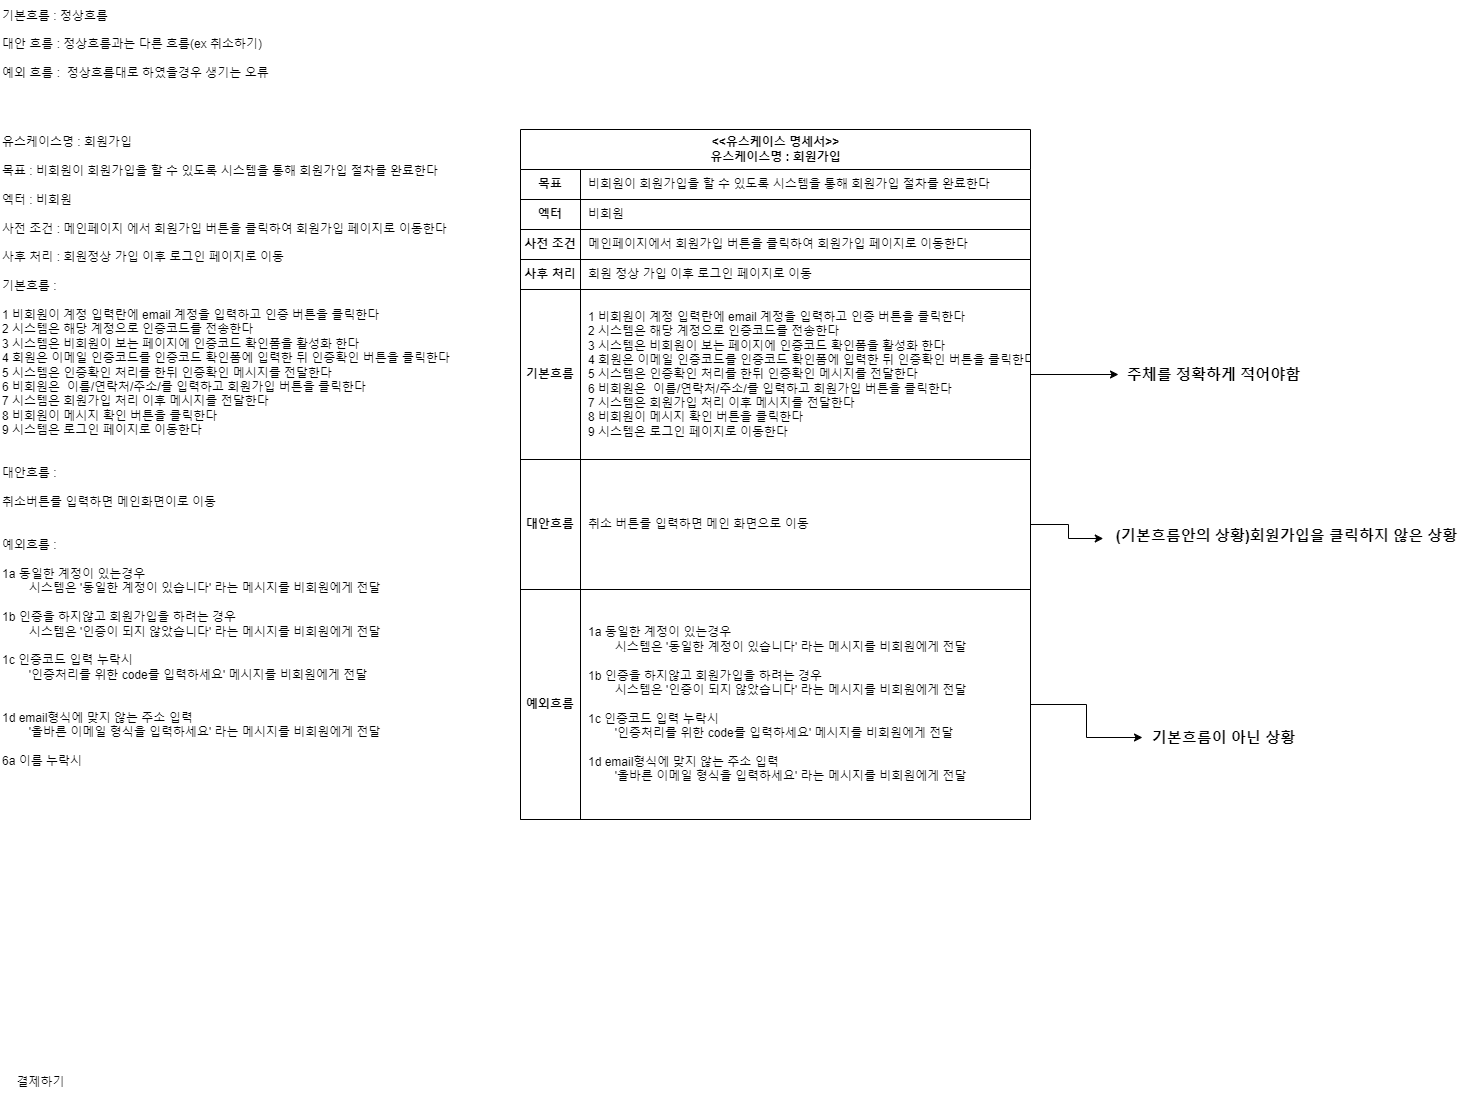 기본흐름 : 정상흐름
대안 흐름 : 정상흐름과는 다른 흐름(ex 취소하기)
예외 흐름 :  정상흐름대로 하였을경우 생기는 오류
유스케이스명 : 회원가입
목표 : 비회원이 회원가입을 할 수 있도록 시스템을 통해 회원가입 절차를 완료한다
엑터 : 비회원
사전 조건 : 메인페이지 에서 회원가입 버튼을 클릭하여 회원가입 페이지로 이동한다
사후 처리 : 회원정상 가입 이후 로그인 페이지로 이동
기본흐름 :
1 비회원이 계정 입력란에 email 계정을 입력하고 인증 버튼을 클릭한다
2 시스템은 해당 계정으로 인증코드를 전송한다
3 시스템은 비회원이 보는 페이지에 인증코드 확인폼을 활성화 한다
4 회원은 이메일 인증코드를 인증코드 확인폼에 입력한 뒤 인증확인 버튼을 클릭한다
5 시스템은 인증확인 처리를 한뒤 인증확인 메시지를 전달한다
6 비회원은  이름/연락처/주소/를 입력하고 회원가입 버튼을 클릭한다
7 시스템은 회원가입 처리 이후 메시지를 전달한다
8 비회원이 메시지 확인 버튼을 클릭한다
9 시스템은 로그인 페이지로 이동한다
대안흐름 :
취소버튼를 입력하면 메인화면이로 이동
예외흐름 :
1a 동일한 계정이 있는경우
시스템은 '동일한 계정이 있습니다' 라는 메시지를 비회원에게 전달
1b 인증을 하지않고 회원가입을 하려는 경우
시스템은 '인증이 되지 않았습니다' 라는 메시지를 비회원에게 전달
1c 인증코드 입력 누락시
'인증처리를 위한 code를 입력하세요' 메시지를 비회원에게 전달
1d email형식에 맞지 않는 주소 입력
'올바른 이메일 형식을 입력하세요' 라는 메시지를 비회원에게 전달
6a 이름 누락시
<<유스케이스 명세서>>
유스케이스명 : 회원가입
목표
비회원이 회원가입을 할 수 있도록 시스템을 통해 회원가입 절차를 완료한다
엑터
비회원
사전 조건
메인페이지에서 회원가입 버튼을 클릭하여 회원가입 페이지로 이동한다
사후 처리
회원 정상 가입 이후 로그인 페이지로 이동
기본흐름
1 비회원이 계정 입력란에 email 계정을 입력하고 인증 버튼을 클릭한다
2 시스템은 해당 계정으로 인증코드를 전송한다
3 시스템은 비회원이 보는 페이지에 인증코드 확인폼을 활성화 한다
4 회원은 이메일 인증코드를 인증코드 확인폼에 입력한 뒤 인증확인 버튼을 클릭한다
5 시스템은 인증확인 처리를 한뒤 인증확인 메시지를 전달한다
6 비회원은  이름/연락처/주소/를 입력하고 회원가입 버튼을 클릭한다
7 시스템은 회원가입 처리 이후 메시지를 전달한다
8 비회원이 메시지 확인 버튼을 클릭한다
9 시스템은 로그인 페이지로 이동한다
주체를 정확하게 적어야함
대안흐름
취소 버튼를 입력하면 메인 화면으로 이동
(기본흐름안의 상황)회원가입을 클릭하지 않은 상황
예외흐름
1a 동일한 계정이 있는경우
시스템은 '동일한 계정이 있습니다' 라는 메시지를 비회원에게 전달
1b 인증을 하지않고 회원가입을 하려는 경우
시스템은 '인증이 되지 않았습니다' 라는 메시지를 비회원에게 전달
1c 인증코드 입력 누락시
'인증처리를 위한 code를 입력하세요' 메시지를 비회원에게 전달
1d email형식에 맞지 않는 주소 입력
'올바른 이메일 형식을 입력하세요' 라는 메시지를 비회원에게 전달
기본흐름이 아닌 상황
결제하기